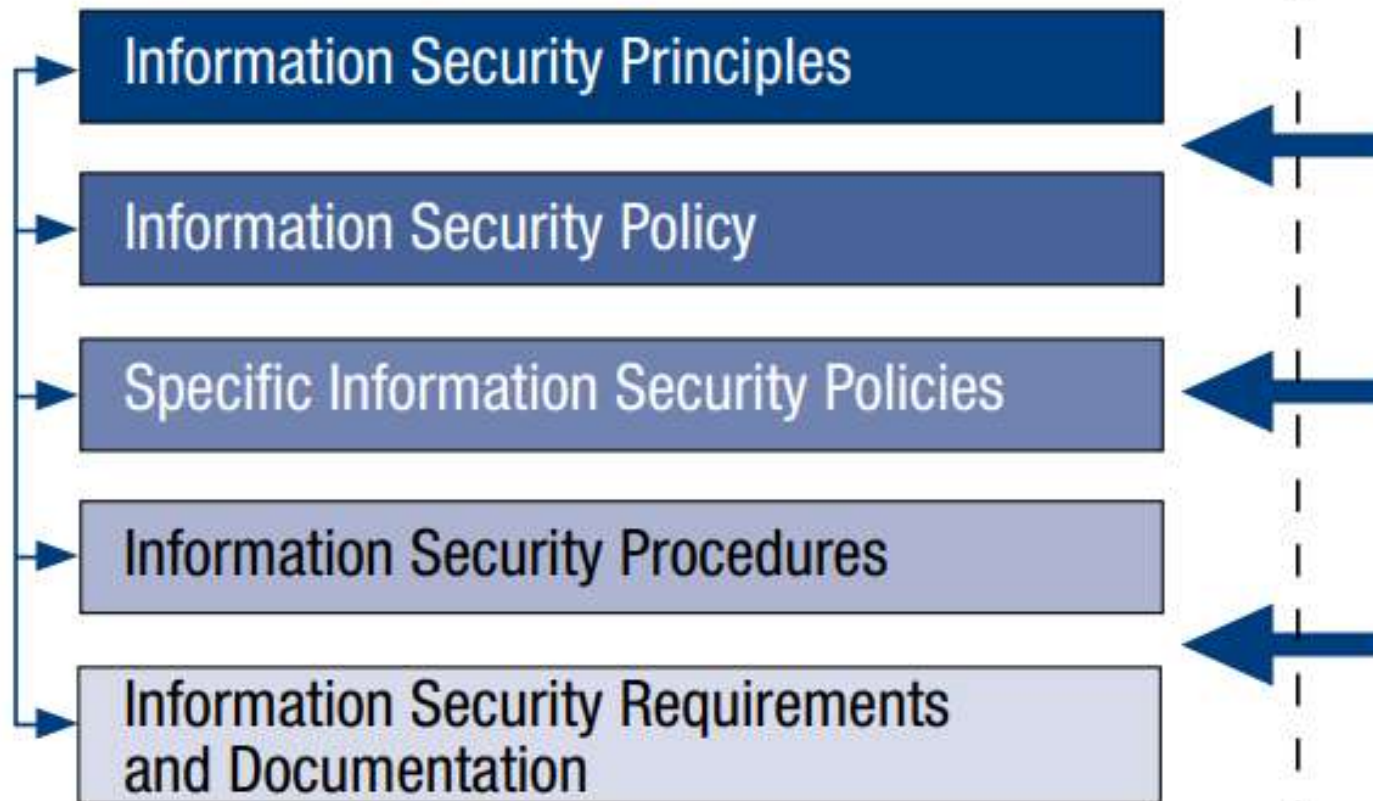 Information Security Principles
Information Security Policy
Specific Information Security Policies
Information Security Procedures
Information Security Requirements
and Documentation